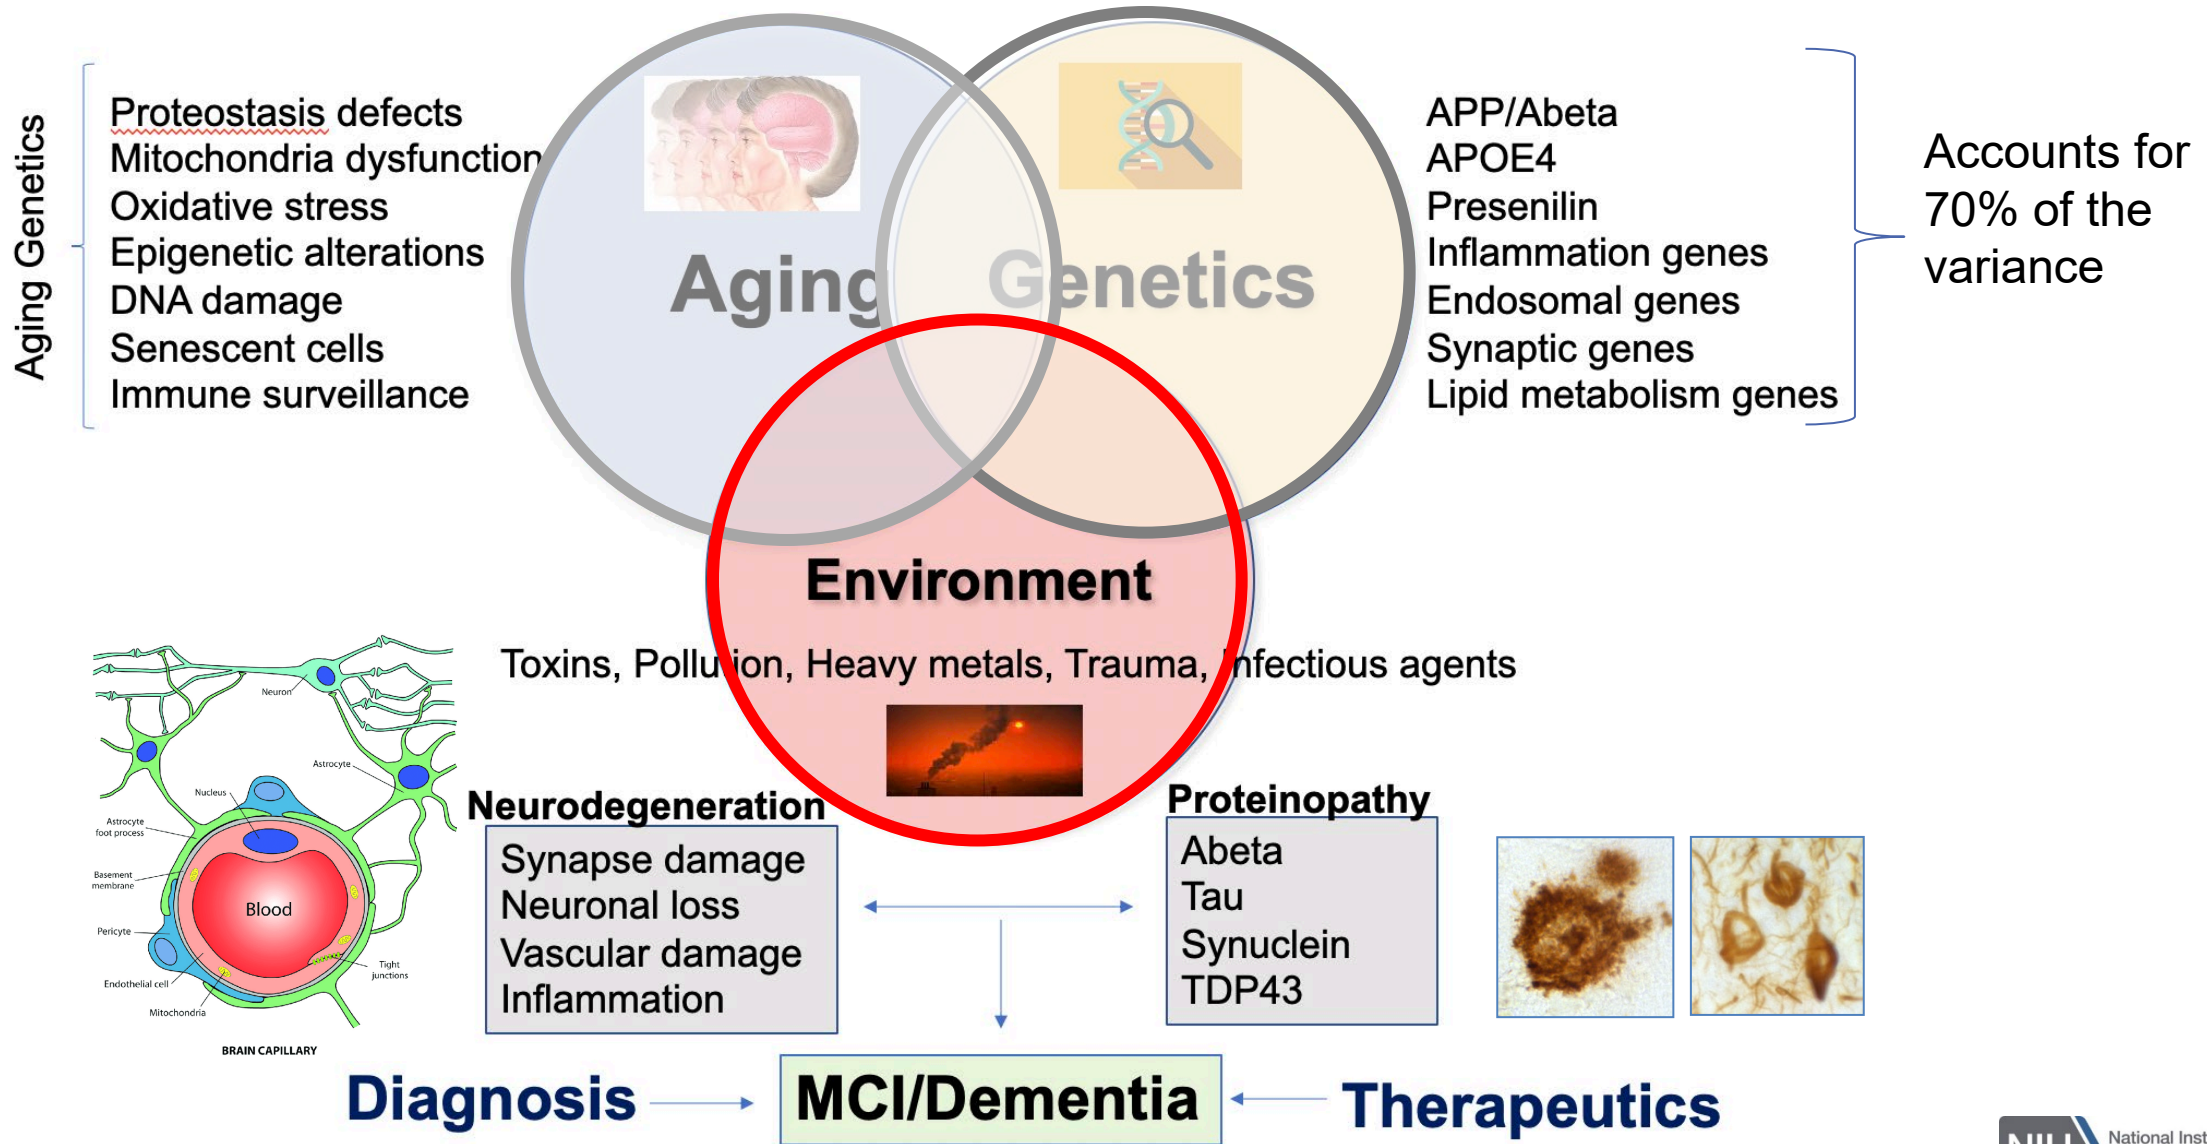 Aging Genetics
Proteostasis defects
Mitochondria dysfunction
Oxidative stress
Epigenetic alterations
DNA damage
Senescent cells
Immune surveillance
Aging
Genetics
APP/Abeta
APOE4
Presenilin
Inflammation genes
Endosomal genes
Synaptic genes
Lipid metabolism genes
Accounts for
70% of the
variance
Environment
Toxins, Pollution, Heavy metals, Trauma, Infectious agents
Neuron
Astrocyte
Nucleus
Astrocyte
foot process
Basement
membrane
Blood
Pericyte
Tight
junctions
Endothelial cell
Mitochondria
BRAIN CAPILLARY
Neurodegeneration
Synapse damage
Neuronal loss
Vascular damage
Inflammation
Proteinopathy
Abeta
Tau
Synuclein
TDP43
Diagnosis
MCI/Dementia
Therapeutics
NIH
National Inst